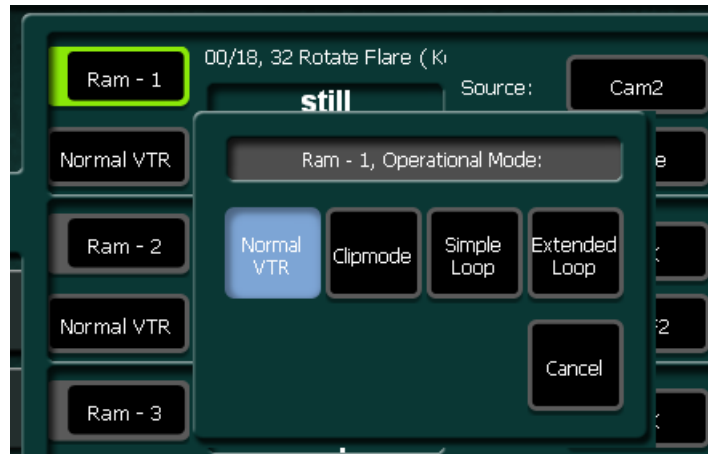 00/18, 32 Rotate Flare ( K
Ram - 1
still
Source:
Cam2
Normal VTR
Ram - 1, Operational Mode:
e
Ram - 2
Normal
VTR
Clipmode
Simple
Loop
Extended
Loop
Normal VTR
2
Cancel
Ram - 3